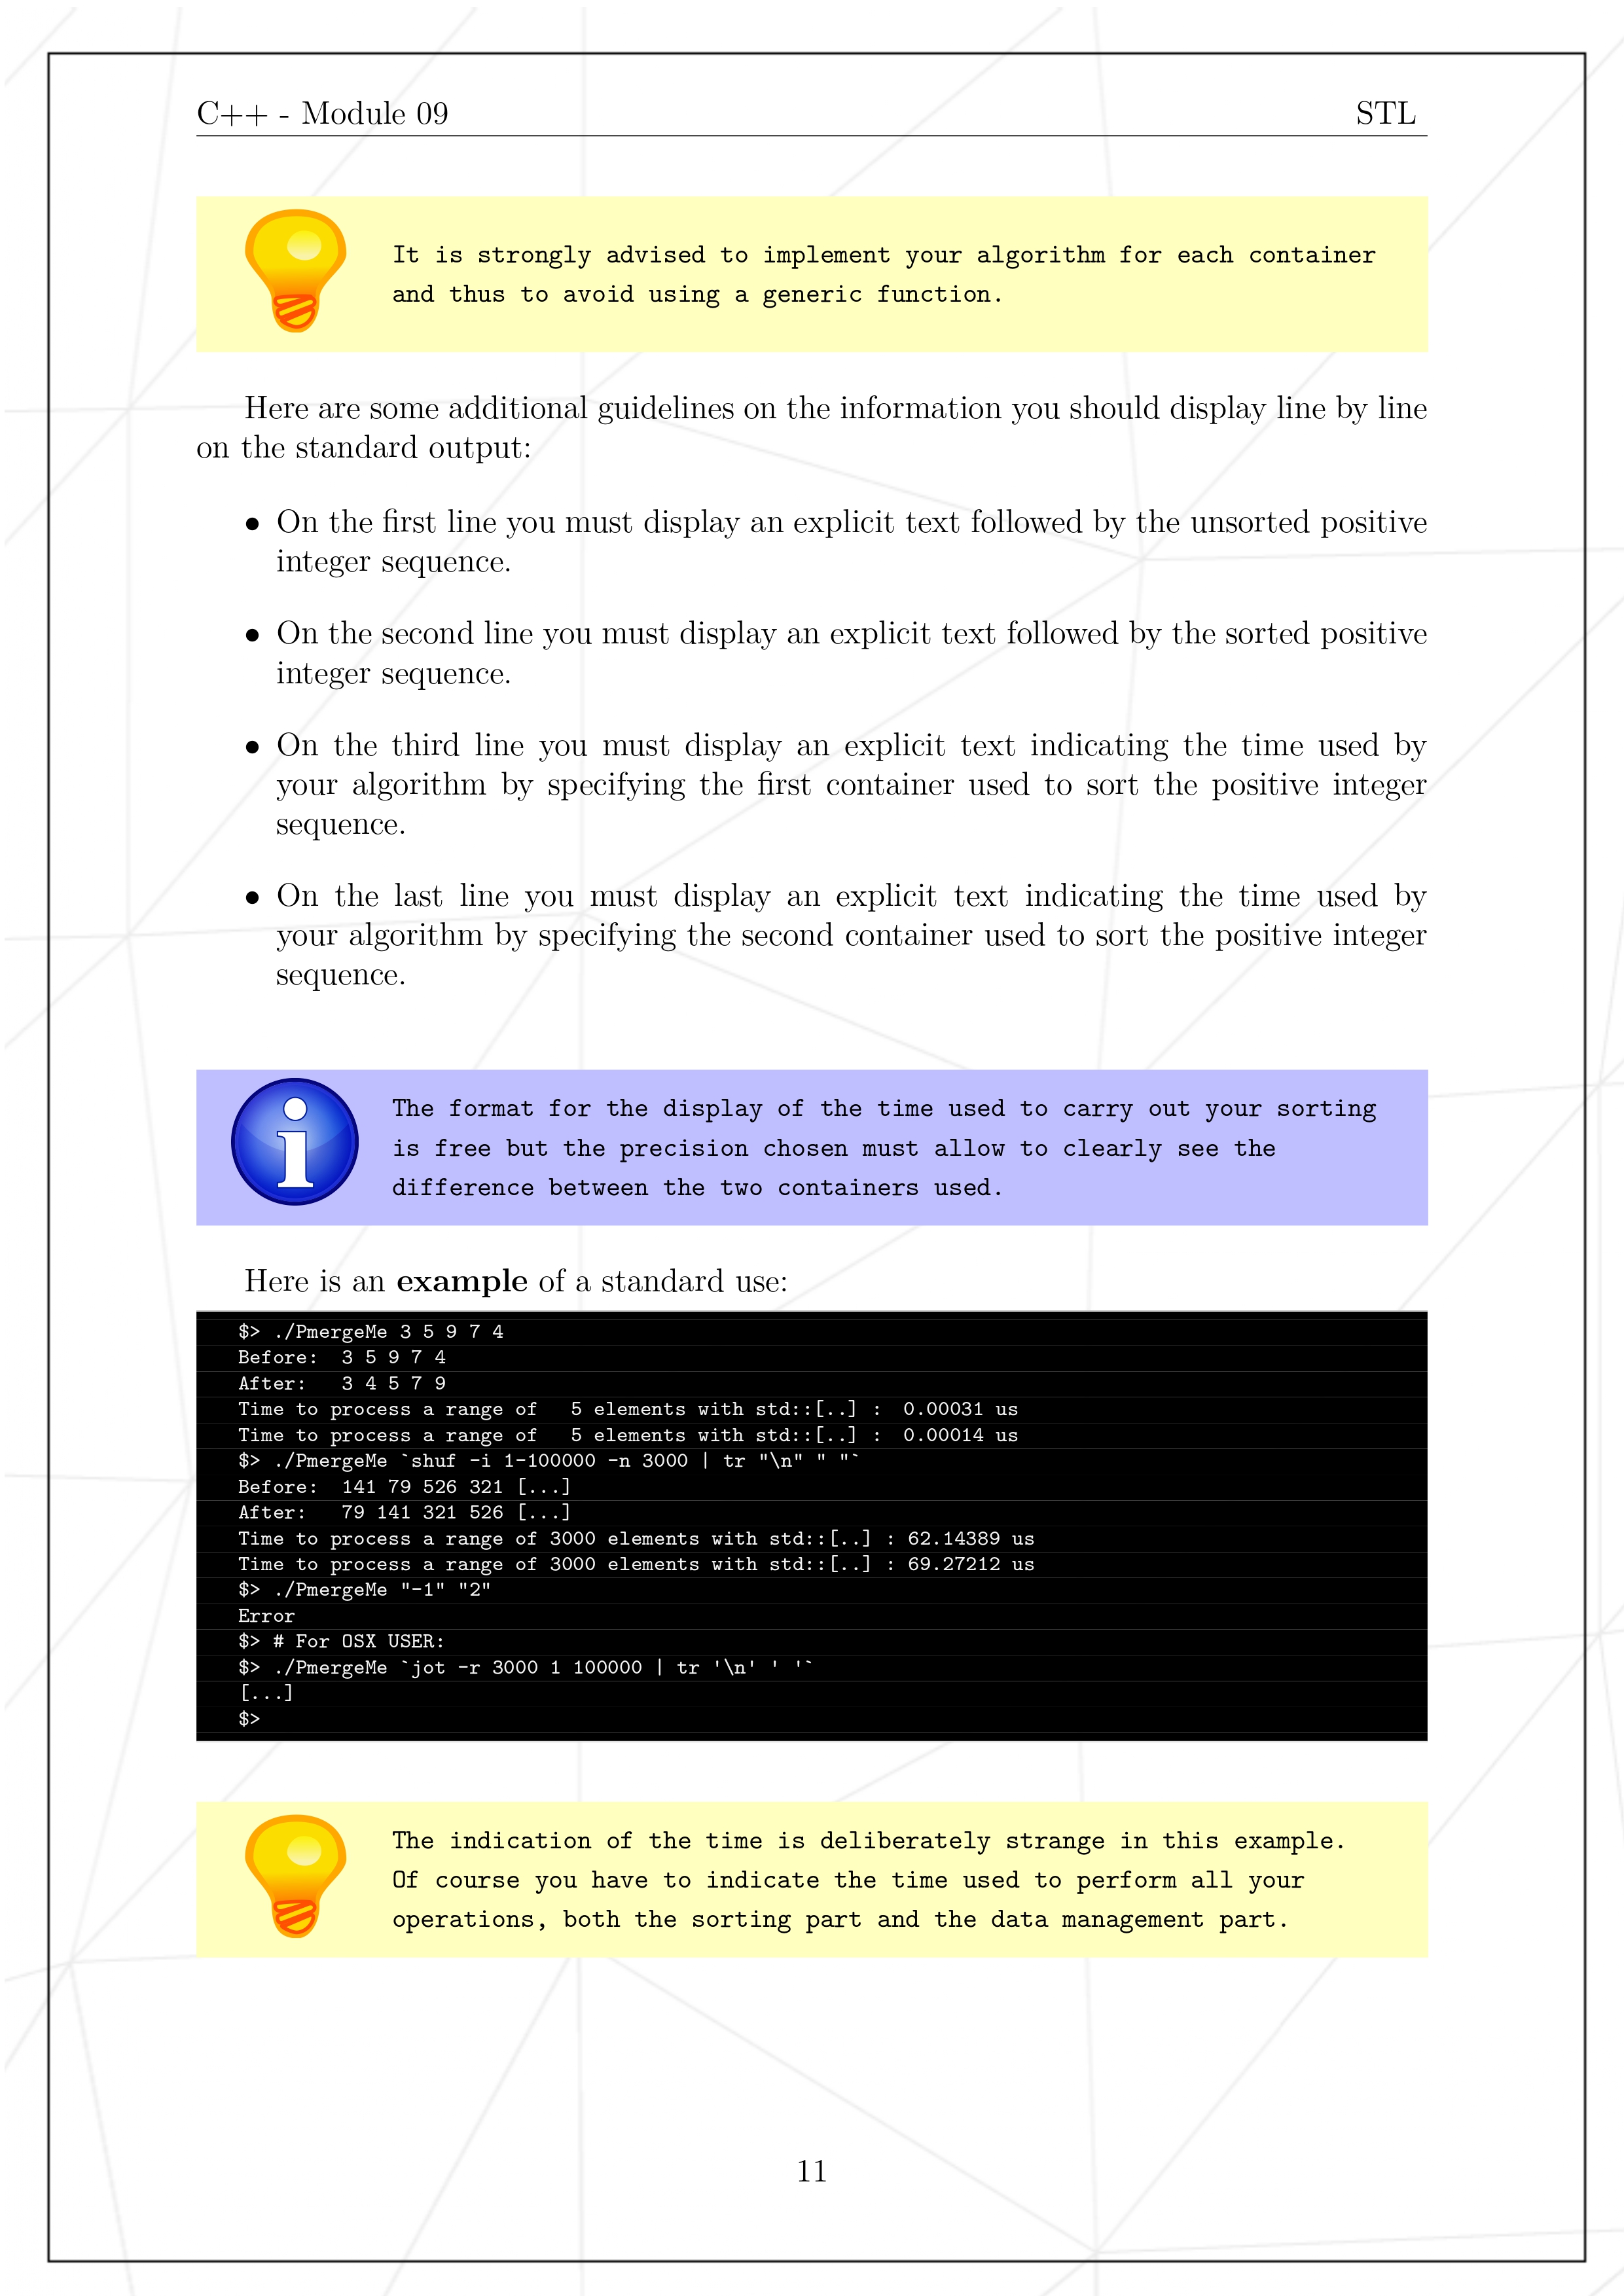 C++ - Module 09 STL
It is strongly advised to implement your algorithm for each container
and thus to avoid using a generic function.
Here are some additional guidelines on the information you should display line by line
on the standard output:
• On the first line you must display an explicit text followed by the unsorted positive
integer sequence.
• On the second line you must display an explicit text followed by the sorted positive
integer sequence.
• On the third line you must display an explicit text indicating the time used by
your algorithm by specifying the first container used to sort the positive integer
sequence.
• On the last line you must display an explicit text indicating the time used by
your algorithm by specifying the second container used to sort the positive integer
sequence.
The format for the display of the time used to carry out your sorting
is free but the precision chosen must allow to clearly see the
difference between the two containers used.
Here is an example of a standard use:
$> ./PmergeMe 3 5 9 7 4
Before:  3 5 9 7 4
After:   3 4 5 7 9
Time to process a range of   5 elements with std::[..] :  0.00031 us
Time to process a range of   5 elements with std::[..] :  0.00014 us
$> ./PmergeMe `shuf -i 1-100000 -n 3000 | tr "\n" " "`
Before:  141 79 526 321 [...]
After:   79 141 321 526 [...]
Time to process a range of 3000 elements with std::[..] : 62.14389 us
Time to process a range of 3000 elements with std::[..] : 69.27212 us
$> ./PmergeMe "-1" "2"
Error
$> # For OSX USER:
$> ./PmergeMe `jot -r 3000 1 100000 | tr '\n' ' '`
[...]
$>
The indication of the time is deliberately strange in this example.
Of course you have to indicate the time used to perform all your
operations, both the sorting part and the data management part.
11